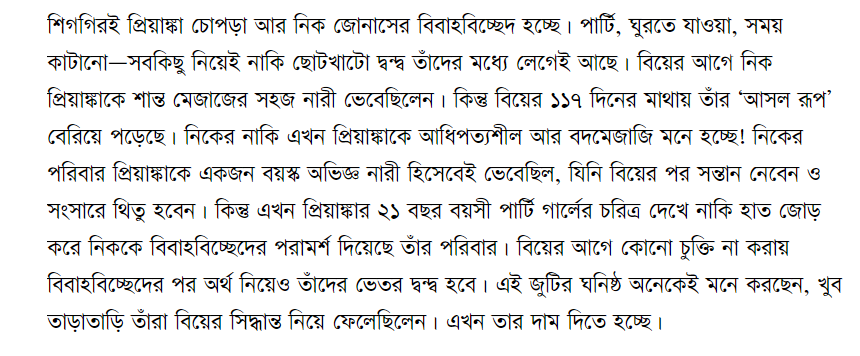 শিগগিরই প্রিয়াঙ্কা চোপড়া আর নিক জোনাসের বিবাহবিচ্ছেদ হচ্ছে। পার্টি, ঘুরতে যাওয়া, সময়
কাটানো—সবকিছু নিয়েই নাকি ছোটখাটো দ্বন্দ্ব তাঁদের মধ্যে লেগেই আছে। বিয়ের আগে নিক
প্রিয়াঙ্কাকে শান্ত মেজাজের সহজ নারী ভেবেছিলেন। কিন্তু বিয়ের ১১৭ দিনের মাথায় তাঁর ‘আসল রূপ’
বেরিয়ে পড়েছে। নিকের নাকি এখন প্রিয়াঙ্কাকে আধিপত্যশীল আর বদমেজাজি মনে হচ্ছে! নিকের
পরিবার প্রিয়াঙ্কাকে একজন বয়স্ক অভিজ্ঞ নারী হিসেবেই ভেবেছিল, যিনি বিয়ের পর সন্তান নেবেন ও
সংসারে থিতু হবেন। কিন্তু এখন প্রিয়াঙ্কার ২১ বছর বয়সী পার্টি গার্লের চরিত্র দেখে নাকি হাত জোড়
করে নিককে বিবাহবিচ্ছেদের পরামর্শ দিয়েছে তাঁর পরিবার। বিয়ের আগে কোনো চুক্তি না করায়
বিবাহবিচ্ছেদের পর অর্থ নিয়েও তাঁদের ভেতর দ্বন্দ্ব হবে। এই জুটির ঘনিষ্ঠ অনেকেই মনে করছেন, খুব
তাড়াতাড়ি তাঁরা বিয়ের সিদ্ধান্ত নিয়ে ফেলেছিলেন। এখন তার দাম দিতে হচ্ছে।